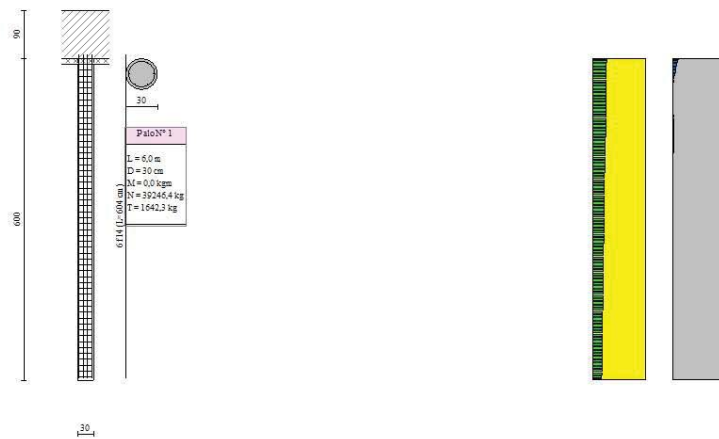 90
600
30
30
Palo N° 1
L = 6,0 m
D = 30 cm
M = 0,0 kgm
N = 39246,4 kg
T = 1642,3 kg
6 f14 (L=604 cm)